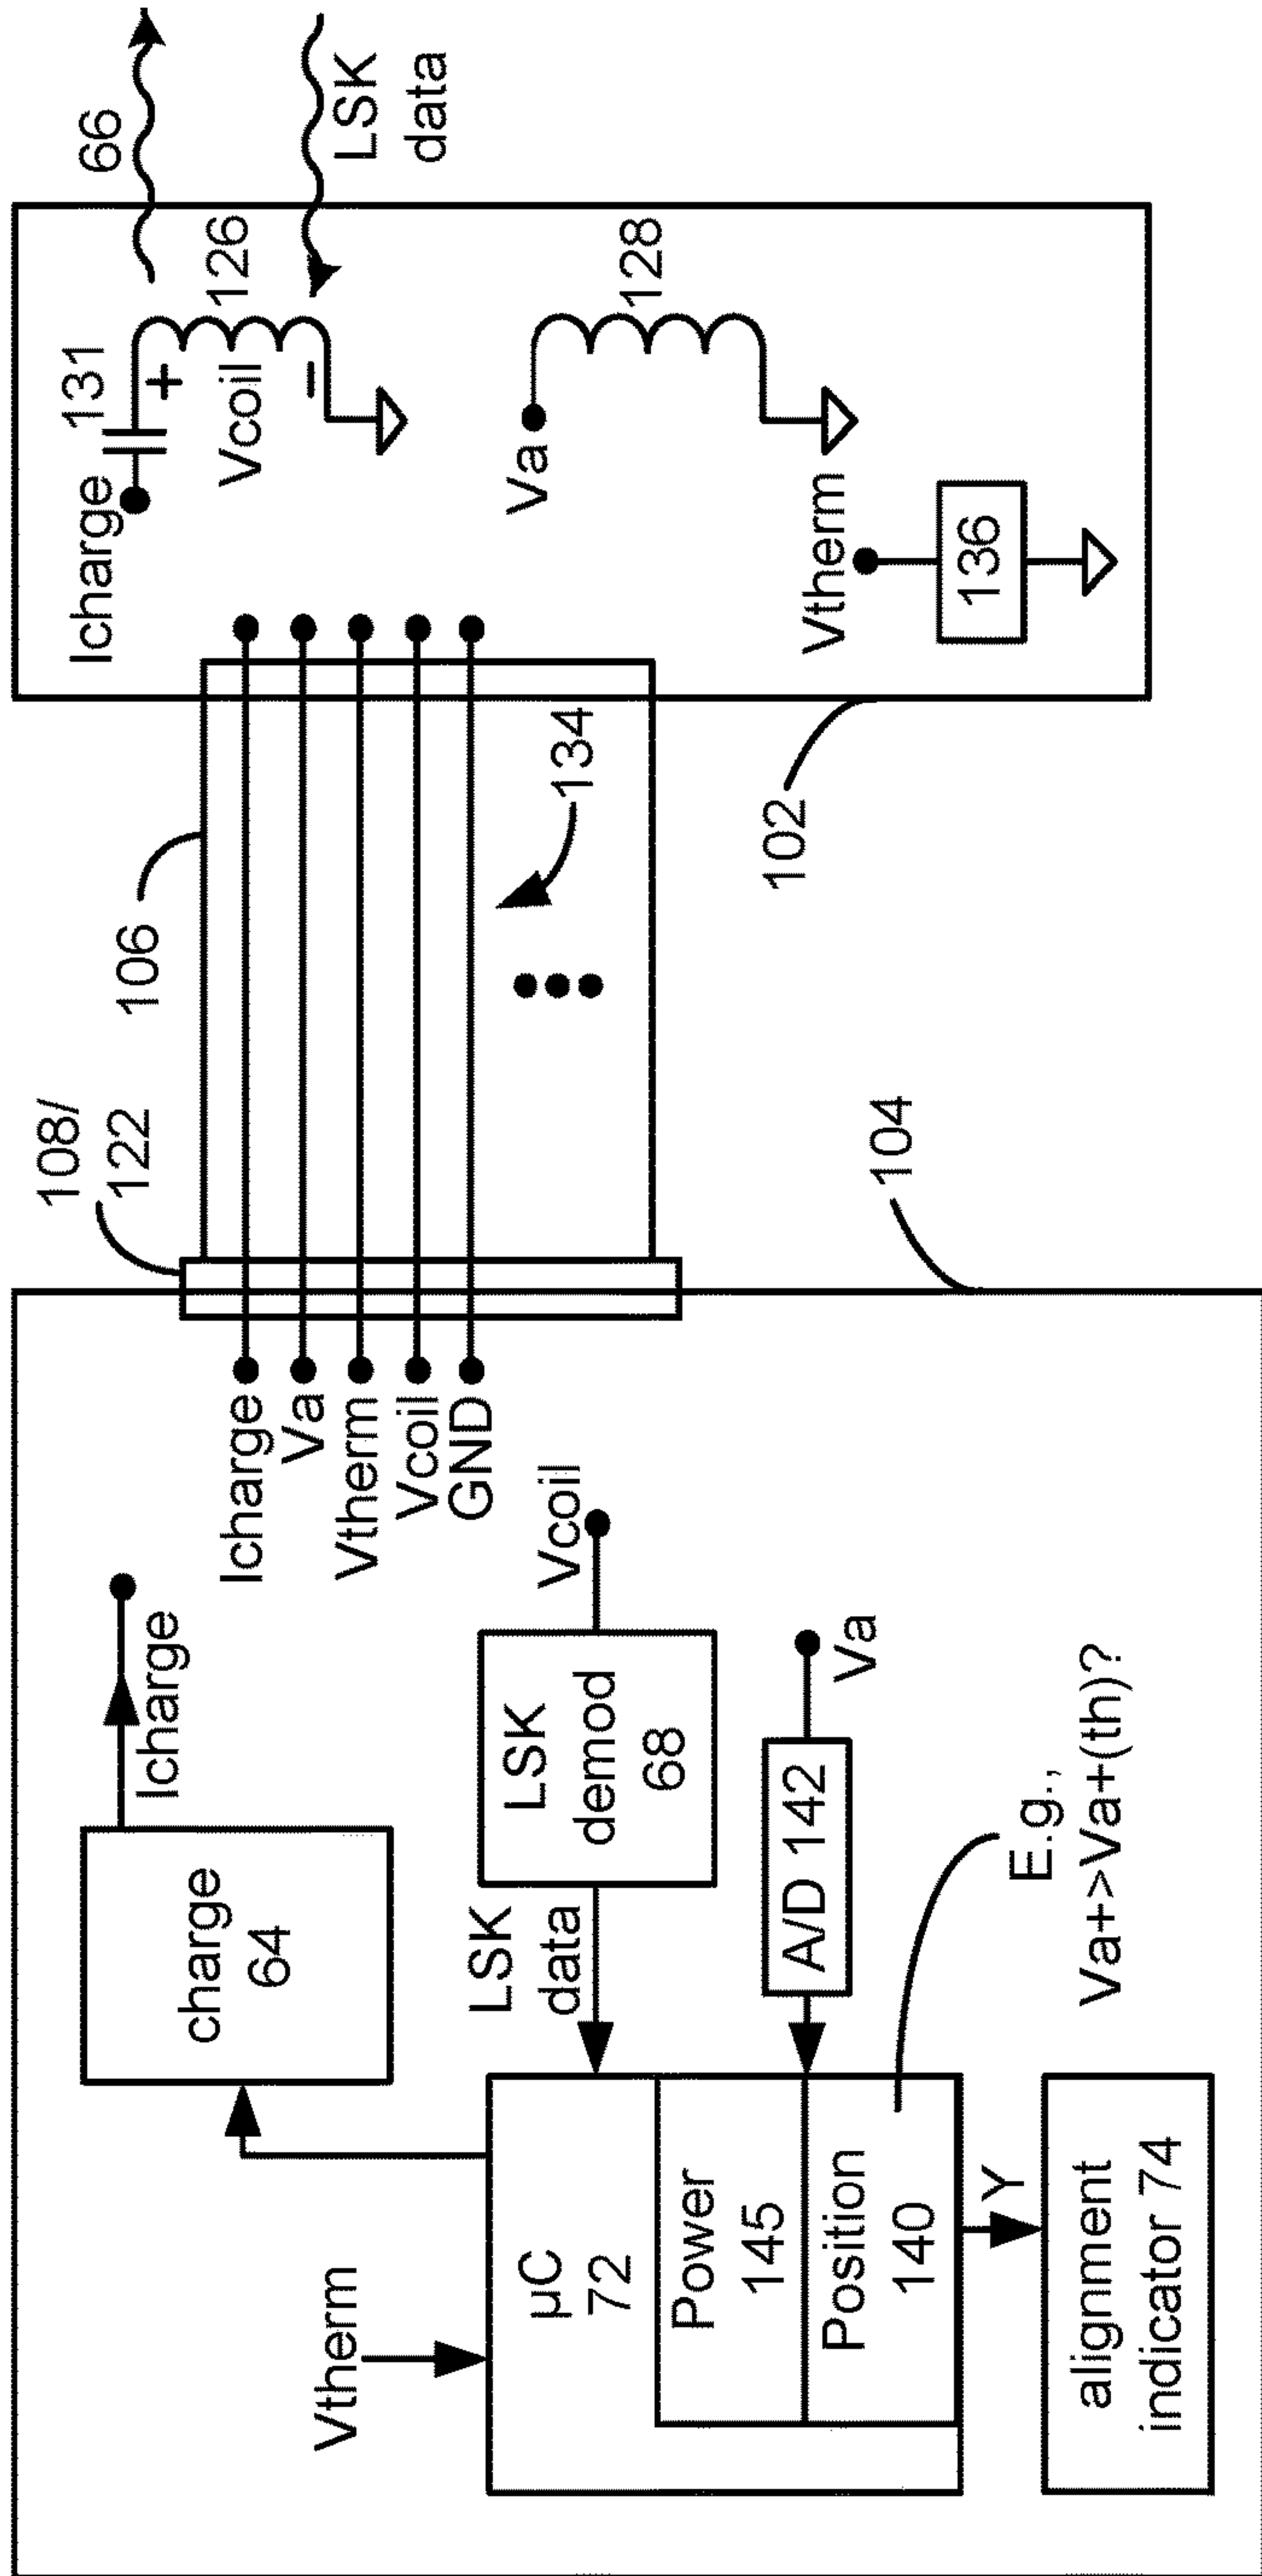 Vtherm
µC
72
Power
145
Position
140
Y
alignment
indicator 74
charge
64
Icharge
LSK
data
LSK
demod
68
Vcoil
A/D 142
Va
E.g.,
Va+>Va+(th)?
Icharge
Va
Vtherm
Vcoil
GND
108/
122
104
106
134
102
Icharge
131
+
Vcoil
–
126
66
LSK
data
Va
128
Vtherm
136